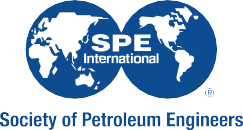 SPE
International
®
Society of Petroleum Engineers